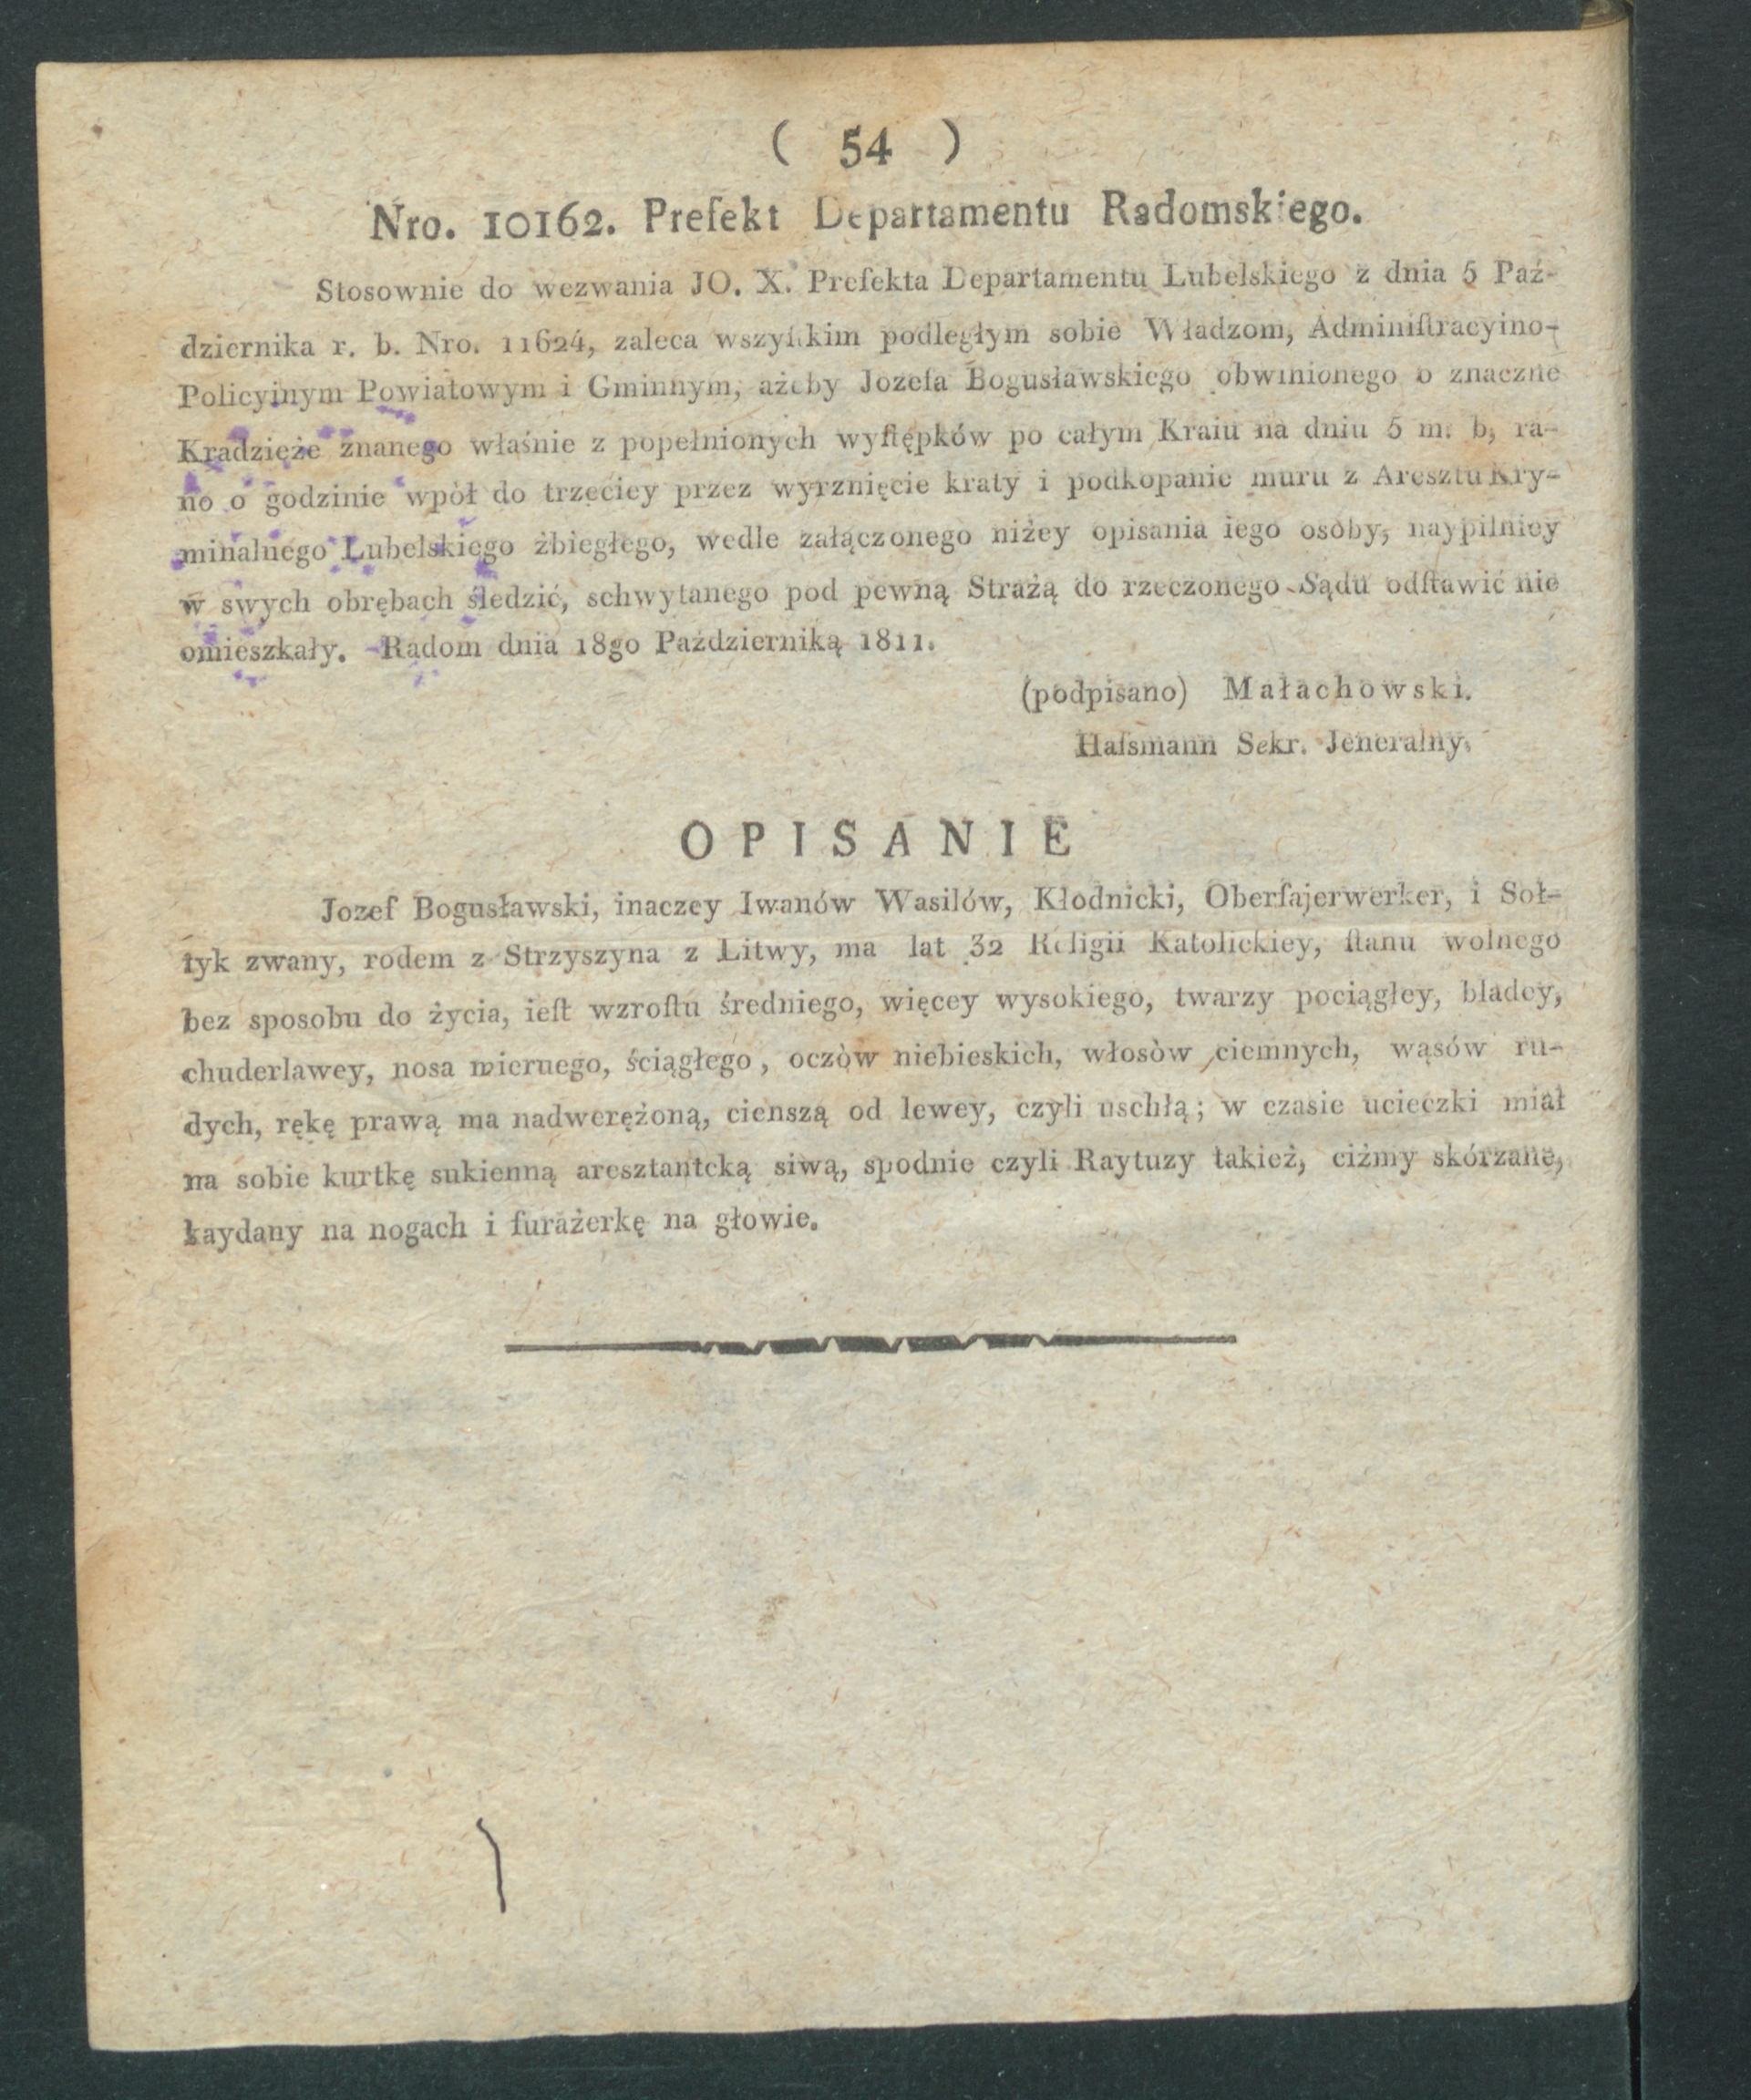 ( 54 )
Nro. 10162. Prefekt Departamentu Radomskiego.
Stosownie do wezwania JO. X. Prefekta Departamentu Lubelskiego z dnia 5 Paź-
dziernika r. b. Nro. 11624, zaleca wszyſtkim podległym sobie Władzom, Adminiſtracyino-
Policyinym Powiatowym i Gminnym, ażeby Jozefa Bogusławskiego obwinionego o znaczne
Kradzięże znanego właśnie z popełnionych wyſtępków po całym Kraiu na dniu 5 m. b, ra-
no o godzinie wpòł do trzeciey przez wyrznięcie kraty i podkopanie muru z Aresztu Kry-
minalnego Lubelskiego żbiegłego, wedle załączonego niżey opisania iego osòby, naypilniey
w swych obrębach śledzić, schwytanego pod pewną Strażą do rzeczonego Sądu odſtawić nie
omieszkały. Radom dnia 18go Październiką 1811.
(podpisano) Małachowski.
Haſsmann Sekr. Jeneralny.
OPISANIE
Jozef Bogusławski, inaczey Iwanów Wasilów, Kłodnicki, Oberfajerwerker, i Soł-
tyk zwany, rodem z Strzyszyna z Litwy, ma lat 32 Religii Katolickiey, ſtanu wolnego
bez sposobu do życia, ieſt wzroſtu średniego, więcey wysokiego, twarzy pociągłey, bladey,
chuderlawey, nosa miernego, ściągłego, oczòw niebieskich, włosòw ciemnych, wąsów ru-
dych, rękę prawą ma nadwerężoną, cienszą od lewey, czyli uschłą; w czasie ucieczki miał
na sobie kurtkę sukienną aresztantcką siwą, spodnie czyli Raytuzy takież, ciżmy skórzane,
kaydany na nogach i furażerkę na głowie.